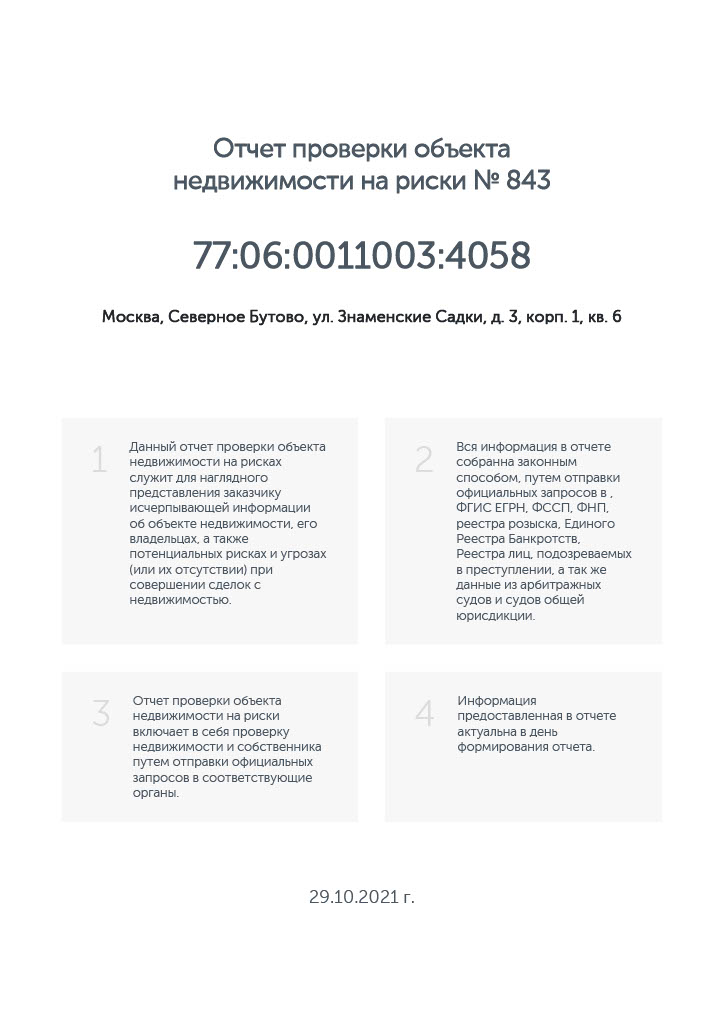 Отчет проверки объекта
недвижимости на риски № 843
77:06:0011003:4058
Москва, Северное Бутово, ул. Знаменские Садки, д. 3, корп. 1, кв. 6
1
Данный отчет проверки объекта
недвижимости на рисках
служит для наглядного
представления заказчику
исчерпывающей информации
об объекте недвижимости, его
владельцах, а также
потенциальных рисках и угрозах
(или их отсутствии) при
совершении сделок с
недвижимостью.
2
Вся информация в отчете
собранна законным
способом, путем отправки
официальных запросов в ,
ФГИС ЕГРН, ФССП, ФНП,
реестра розыска, Единого
Реестра Банкротств,
Реестра лиц, подозреваемых
в преступлении, а так же
данные из арбитражных
судов и судов общей
юрисдикции.
3
Отчет проверки объекта
недвижимости на риски
включает в себя проверку
недвижимости и собственника
путем отправки официальных
запросов в соответствующие
органы.
4
Информация
предоставленная в отчете
актуальна в день
формирования отчета.
29.10.2021 г.